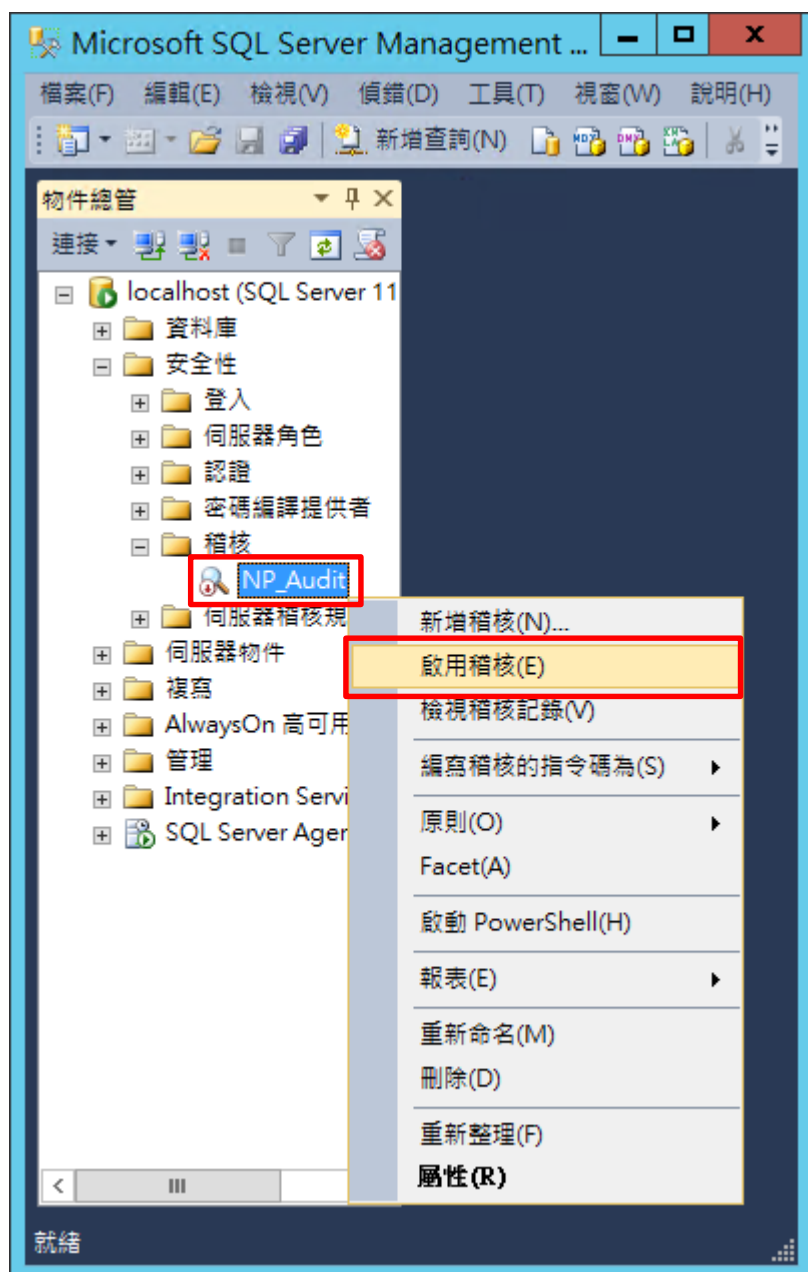 Microsoft SQL Server Management ...
檔案(F) 編輯(E) 檢視(V) 偵錯(D) 工具(T) 視窗(W) 說明(H)
新增查詢(N)
物件總管
連接
localhost (SQL Server 11
資料庫
安全性
登入
伺服器角色
認證
密碼編譯提供者
稽核
NP_Audit
伺服器稽核規
伺服器物件
複寫
AlwaysOn 高可用
管理
Integration Servi
SQL Server Agen
新增稽核(N)...
啟用稽核(E)
檢視稽核記錄(V)
編寫稽核的指令碼為(S)
原則(O)
Facet(A)
啟動 PowerShell(H)
報表(E)
重新命名(M)
刪除(D)
重新整理(F)
屬性(R)
就緒